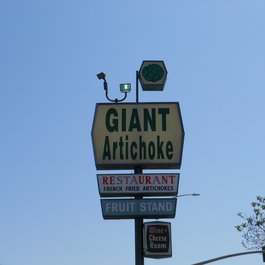 GIANT
Artichoke
RESTAURANT
FRENCH FRIED ARTICHOKES
FRUIT STAND
Wine -
Cheese
Room